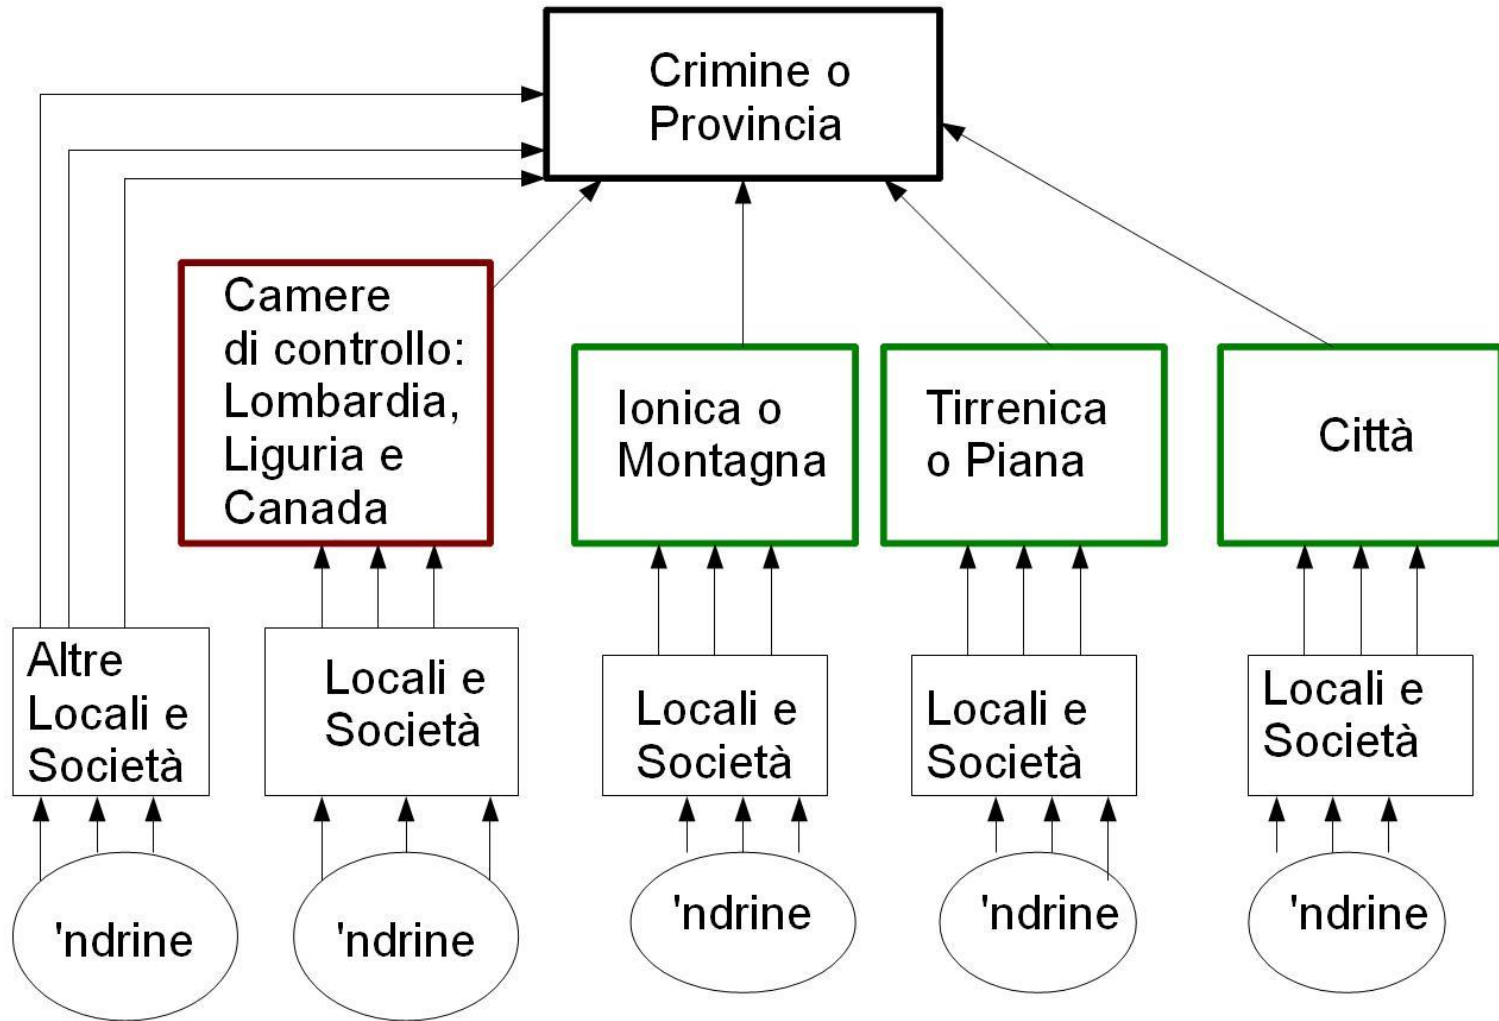 Crimine o
Provincia
Camere
di controllo:
Lombardia,
Liguria e
Canada
Ionica o
Montagna
Tirrenica
o Piana
Città
Altre
Locali e
Società
Locali e
Società
Locali e
Società
Locali e
Società
Locali e
Società
'ndrine
'ndrine
'ndrine
'ndrine
'ndrine